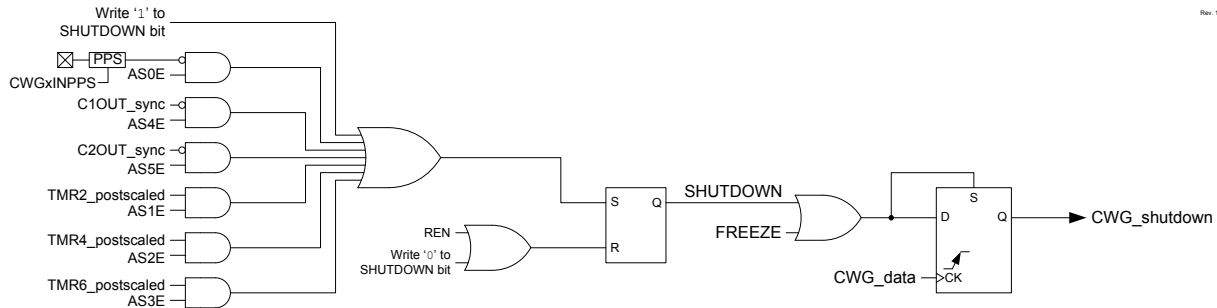 Write ‘1’ to
SHUTDOWN bit
Rev. 1
PPS
AS0E
CWGxINPPS
C1OUT_sync
AS4E
C2OUT_sync
AS5E
TMR2_postscaled
AS1E
TMR4_postscaled
AS2E
TMR6_postscaled
AS3E
REN
Write ‘0’ to
SHUTDOWN bit
S
Q
R
SHUTDOWN
FREEZE
S
D
Q
CWG_data
CK
CWG_shutdown